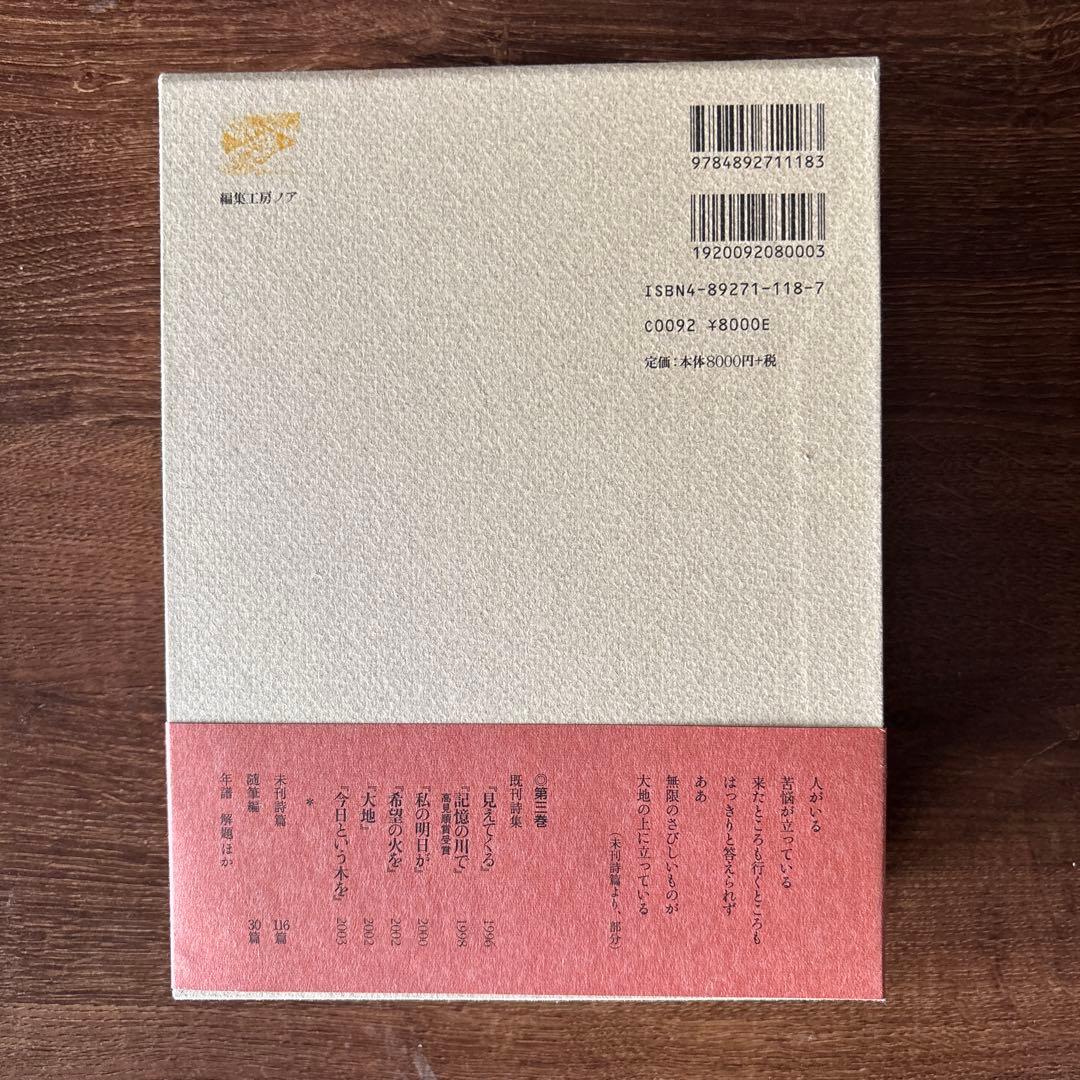 編集工房ノア
9784892711183
1920092080003
ISBN4-89271-118-7
C0092 ¥8000E
定価：本体8000円+税
人がいる
苦悩が立っている
来たところも行くところも
はっきりと答えられず
ああ
無限のさびしいものが
大地の上に立っている
（未刊詩篇より、部分）
◎第三巻
既刊詩集
『見えてくる』 1996
『記憶の川で』 1998
高見順賞受賞
『私の明日が』 2000
『希望の火を』 2002
『大地』 2002
『今日という木を』 2003
＊
未刊詩篇 116篇
随筆編 30篇
年譜 解題ほか